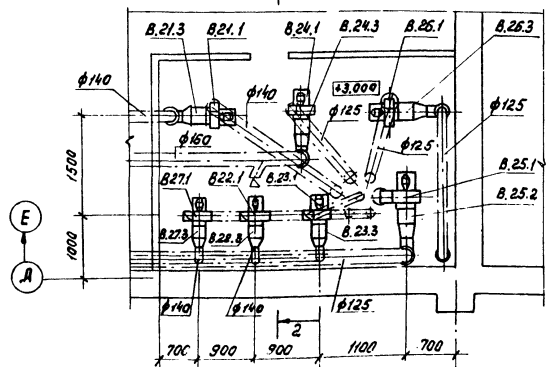 В.21.3
В.21.1
В.24.1
В.24.3
В.26.1
В.26.3
ф140
ф140
+3,000
ф125
ф125
ф125
ф160
В.23.1
В.27.1
В.22.1
В.25.1
В.25.2
В.27.3
В.22.3
В.23.3
1500
1000
Е
А
ф140
ф140
ф125
2
700
900
900
1100
700